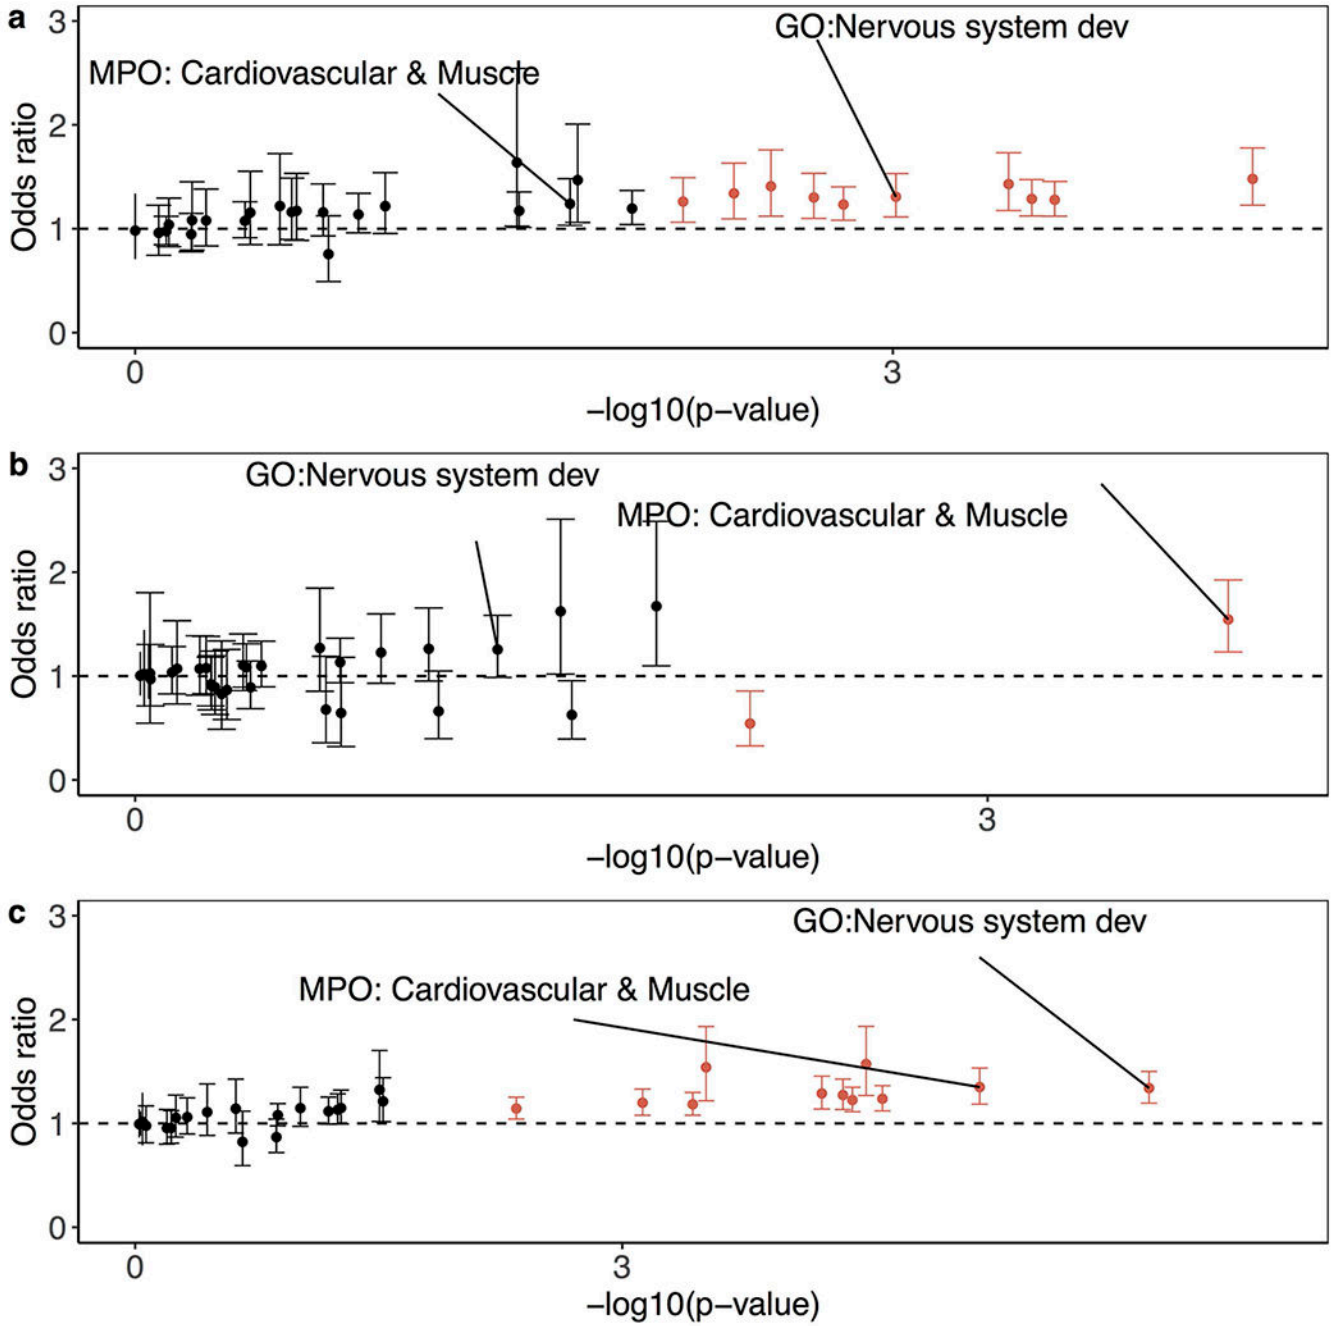 a
3
GO:Nervous system dev
MPO: Cardiovascular & Muscle
2
Odds ratio
1
0
0
3
−log10(p−value)
b
3
GO:Nervous system dev
MPO: Cardiovascular & Muscle
2
Odds ratio
1
0
0
3
−log10(p−value)
c
3
GO:Nervous system dev
MPO: Cardiovascular & Muscle
2
Odds ratio
1
0
0
3
−log10(p−value)